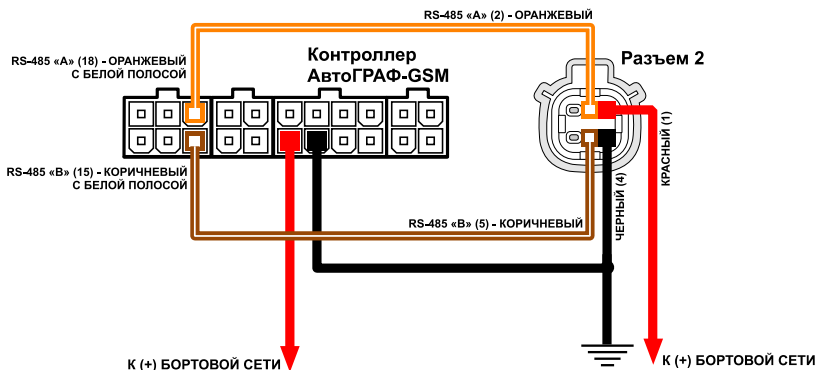 RS-485 «А» (2) - ОРАНЖЕВЫЙ
RS-485 «А» (18) - ОРАНЖЕВЫЙ
С БЕЛОЙ ПОЛОСОЙ
Контроллер
АвтоГРАФ-GSM
Разъем 2
RS-485 «В» (15) - КОРИЧНЕВЫЙ
С БЕЛОЙ ПОЛОСОЙ
RS-485 «В» (5) - КОРИЧНЕВЫЙ
ЧЕРНЫЙ (4)
КРАСНЫЙ (1)
К (+) БОРТОВОЙ СЕТИ
К (+) БОРТОВОЙ СЕТИ